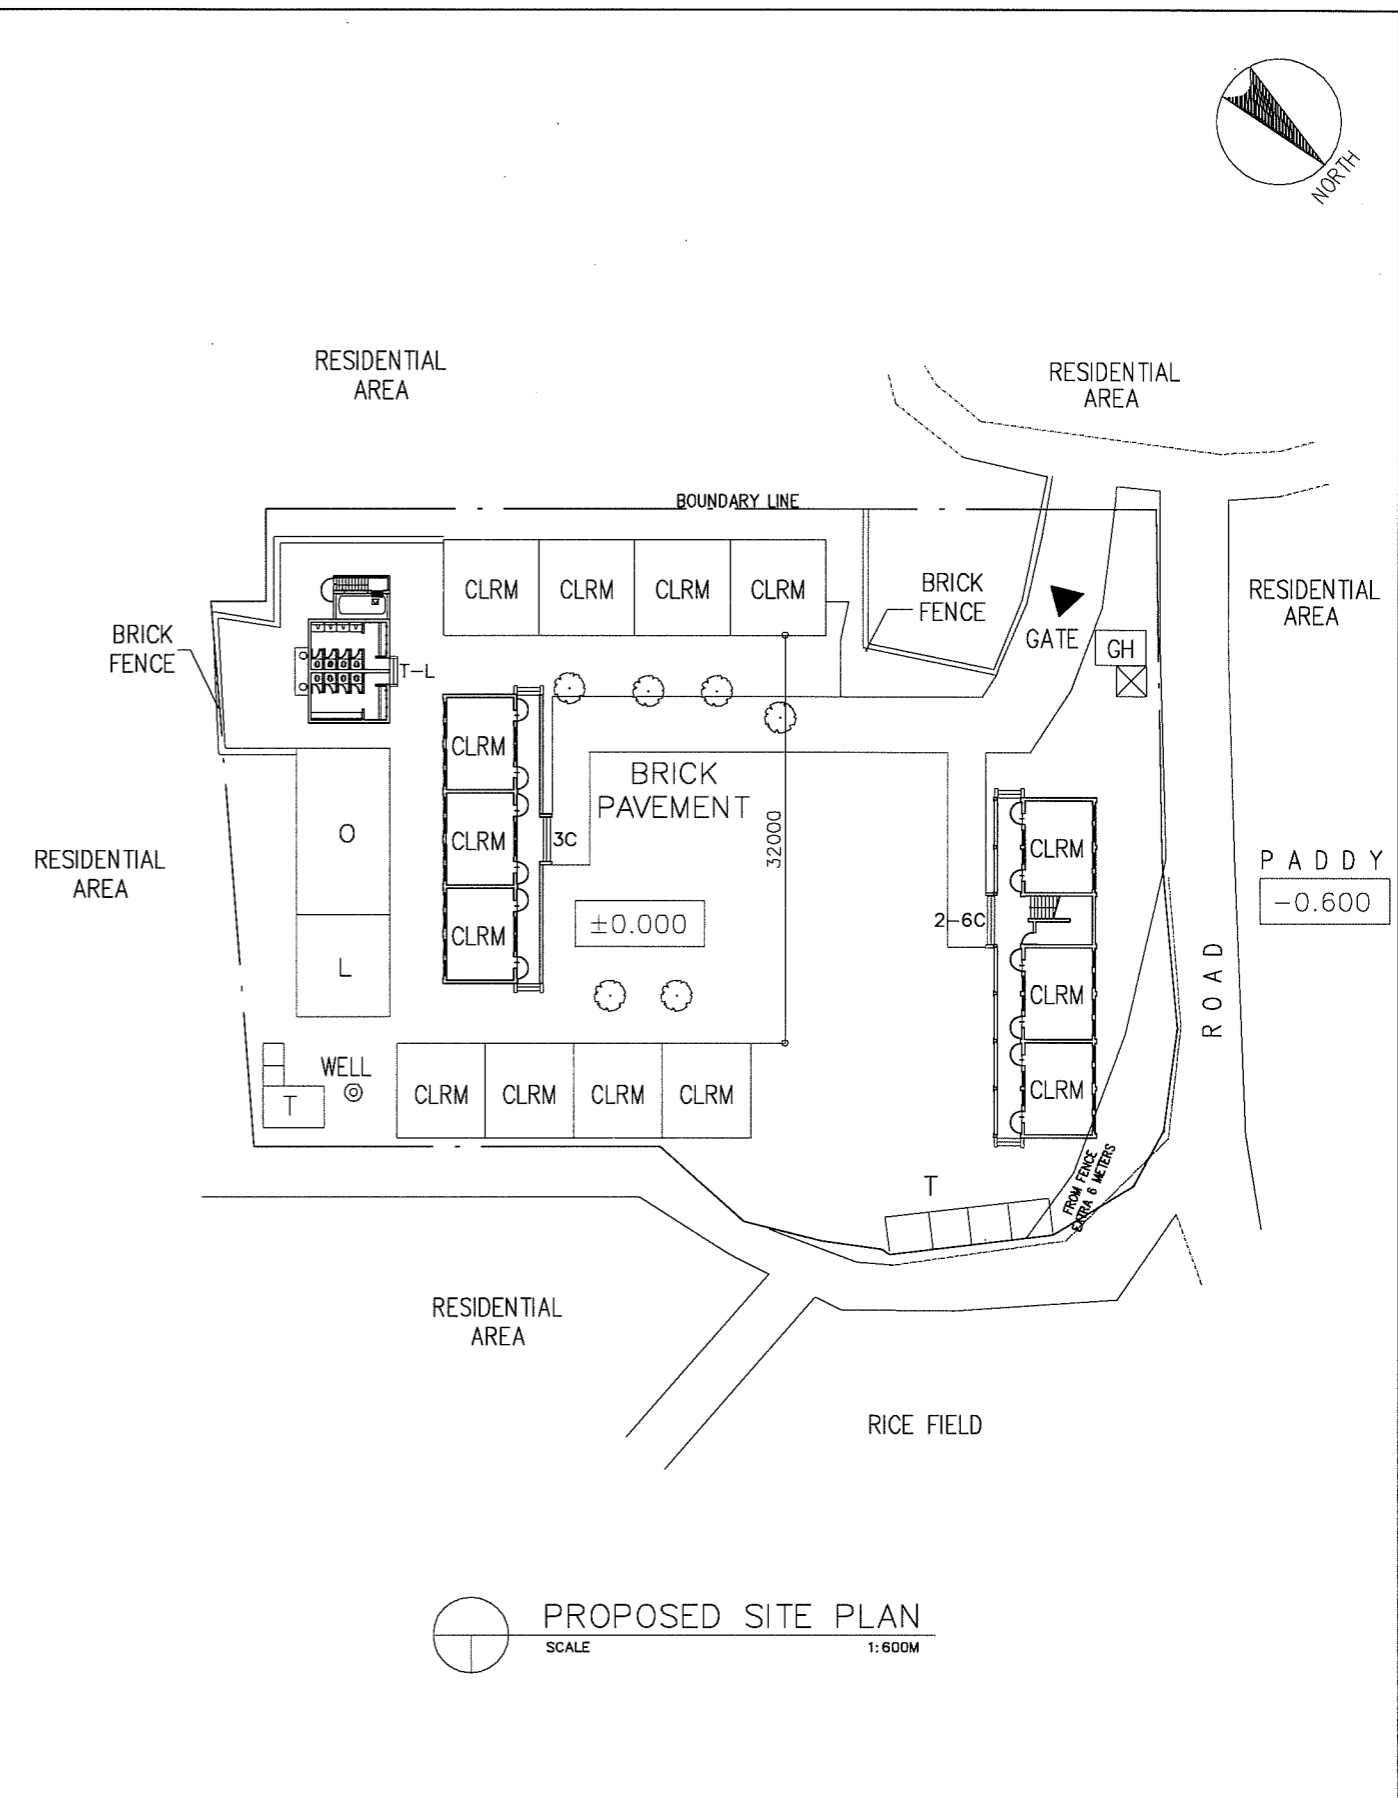 NORTH
RESIDENTIAL
AREA
RESIDENTIAL
AREA
BOUNDARY LINE
CLRM CLRM CLRM CLRM
BRICK
FENCE
GATE
GH
RESIDENTIAL
AREA
BRICK
FENCE
T-L
CLRM
CLRM
CLRM
3C
BRICK
PAVEMENT
32000
±0.000
O
L
RESIDENTIAL
AREA
CLRM
2-6C
CLRM
CLRM
PADDY
-0.600
ROAD
WELL
T
CLRM CLRM CLRM CLRM
T
FROM FENCE
EXTRA 6 METERS
RESIDENTIAL
AREA
RICE FIELD
PROPOSED SITE PLAN
SCALE 1:600M